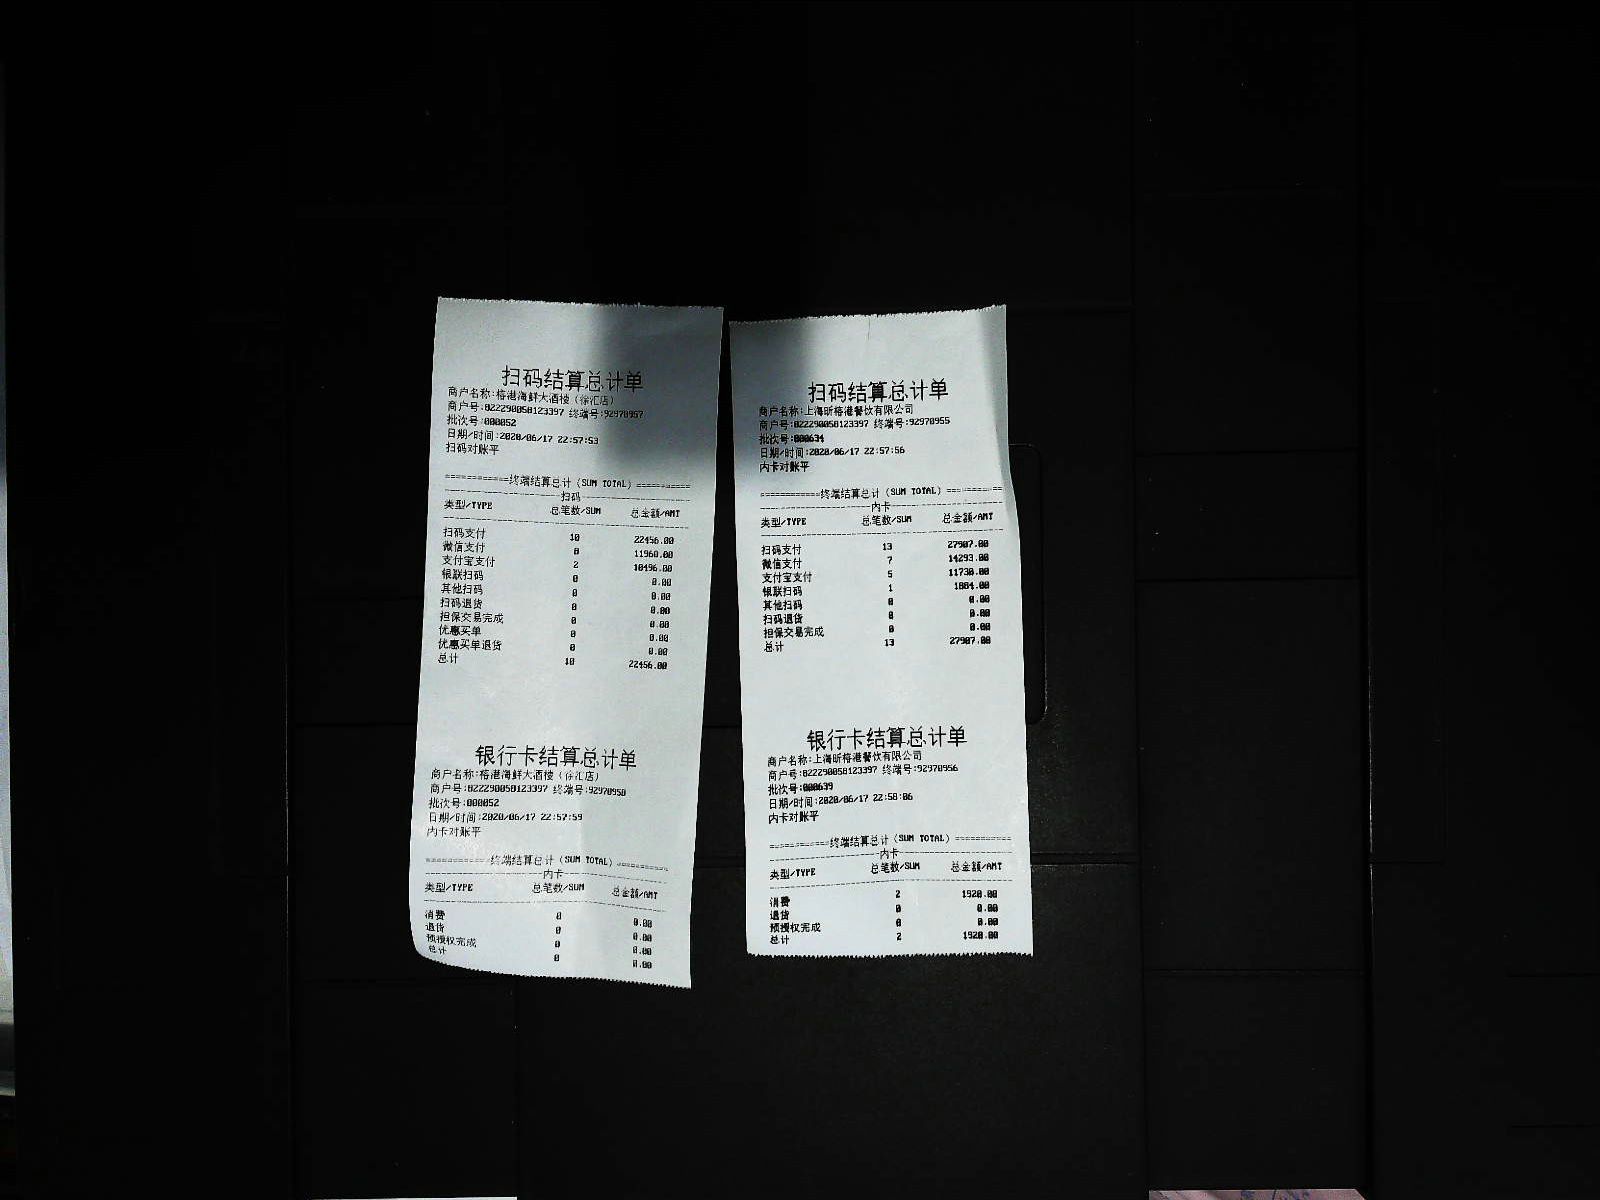 扫码结算总计单
商户名称:榕港海鲜大酒楼(徐汇店)
商户号:822290058123397 终端号:92970957
批次号:000052
日期/时间:2020/06/17 22:57:53
扫码对账平
============终端结算总计(SUM TOTAL)==========
扫码
类型/TYPE 总笔数/SUM 总金额/AMT
扫码支付 10 22456.00
微信支付 8 11960.00
支付宝支付 2 10496.00
银联扫码 0 0.00
其他扫码 0 0.00
扫码退货 0 0.00
担保交易完成 0 0.00
优惠买单 0 0.00
优惠买单退货 0 0.00
总计 10 22456.00
银行卡结算总计单
商户名称:榕港海鲜大酒楼(徐汇店)
商户号:822290058123397 终端号:92970958
批次号:000052
日期/时间:2020/06/17 22:57:59
内卡对账平
============终端结算总计(SUM TOTAL)==========
内卡
类型/TYPE 总笔数/SUM 总金额/AMT
消费 0 0.00
退货 0 0.00
预授权完成 0 0.00
总计 0 0.00
扫码结算总计单
商户名称:上海昕榕港餐饮有限公司
商户号:822290058123397 终端号:92970955
批次号:000634
日期/时间:2020/06/17 22:57:56
内卡对账平
===========终端结算总计(SUM TOTAL)===========
内卡
类型/TYPE 总笔数/SUM 总金额/AMT
扫码支付 13 27907.00
微信支付 7 14293.00
支付宝支付 5 11730.00
银联扫码 1 1884.00
其他扫码 0 0.00
扫码退货 0 0.00
担保交易完成 0 0.00
总计 13 27907.00
银行卡结算总计单
商户名称:上海昕榕港餐饮有限公司
商户号:822290058123397 终端号:92970956
批次号:000639
日期/时间:2020/06/17 22:58:06
内卡对账平
===========终端结算总计(SUM TOTAL)===========
内卡
类型/TYPE 总笔数/SUM 总金额/AMT
消费 2 1920.00
退货 0 0.00
预授权完成 0 0.00
总计 2 1920.00